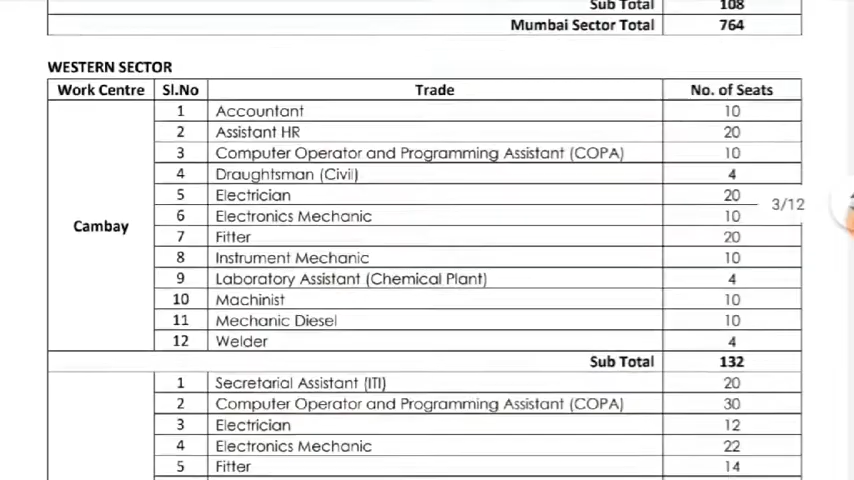 Sub Total 108
Mumbai Sector Total 764
WESTERN SECTOR
Work Centre Sl.No Trade No. of Seats
Cambay
1 Accountant 10
2 Assistant HR 20
3 Computer Operator and Programming Assistant (COPA) 10
4 Draughtsman (Civil) 4
5 Electrician 20
6 Electronics Mechanic 10
7 Fitter 20
8 Instrument Mechanic 10
9 Laboratory Assistant (Chemical Plant) 4
10 Machinist 10
11 Mechanic Diesel 10
12 Welder 4
Sub Total 132
1 Secretarial Assistant (ITI) 20
2 Computer Operator and Programming Assistant (COPA) 30
3 Electrician 12
4 Electronics Mechanic 22
5 Fitter 14
3/12